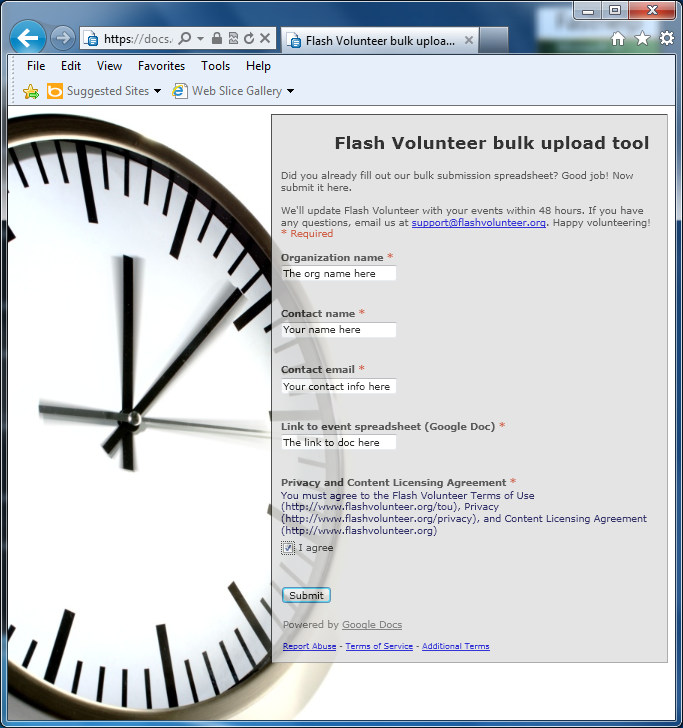 https://docs.
Flash Volunteer bulk uploa...
File Edit View Favorites Tools Help
Suggested Sites Web Slice Gallery
Flash Volunteer bulk upload tool
Did you already fill out our bulk submission spreadsheet? Good job! Now
submit it here.
We'll update Flash Volunteer with your events within 48 hours. If you have
any questions, email us at support@flashvolunteer.org. Happy volunteering!
* Required
Organization name *
The org name here
Contact name *
Your name here
Contact email *
Your contact info here
Link to event spreadsheet (Google Doc) *
The link to doc here
Privacy and Content Licensing Agreement *
You must agree to the Flash Volunteer Terms of Use
(http://www.flashvolunteer.org/tou), Privacy
(http://www.flashvolunteer.org/privacy), and Content Licensing Agreement
(http://www.flashvolunteer.org)
I agree
Submit
Powered by Google Docs
Report Abuse - Terms of Service - Additional Terms